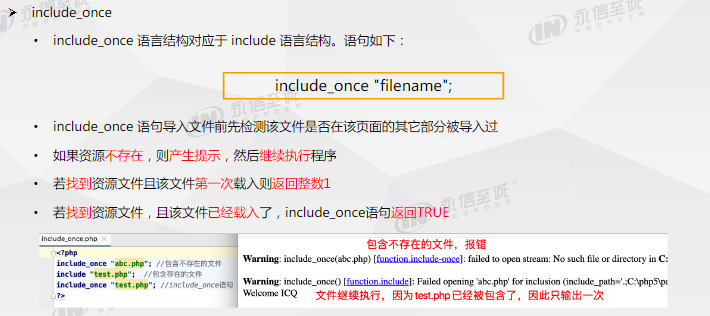 ➢ include_once
• include_once 语言结构对应于 include 语言结构。语句如下：
include_once "filename";
• include_once 语句导入文件前先检测该文件是否在该页面的其它部分被导入过
• 如果资源不存在，则产生提示，然后继续执行程序
• 若找到资源文件且该文件第一次载入则返回整数1
• 若找到资源文件，且该文件已经载入了，include_once语句返回TRUE
include_once.php ×
<?php
include_once "abc.php"; //包含不存在的文件
include "test.php"; //包含存在的文件
include_once "test.php"; //include_once语句
?>
包含不存在的文件，报错
Warning: include_once(abc.php) [function.include-once]: failed to open stream: No such file or directory in C:
Warning: include_once() [function.include]: Failed opening 'abc.php' for inclusion (include_path='.;C:\php5\pe
Welcome ICQ
文件继续执行，因为test.php已经被包含了，因此只输出一次
永信至诚
永信至诚
永信至诚